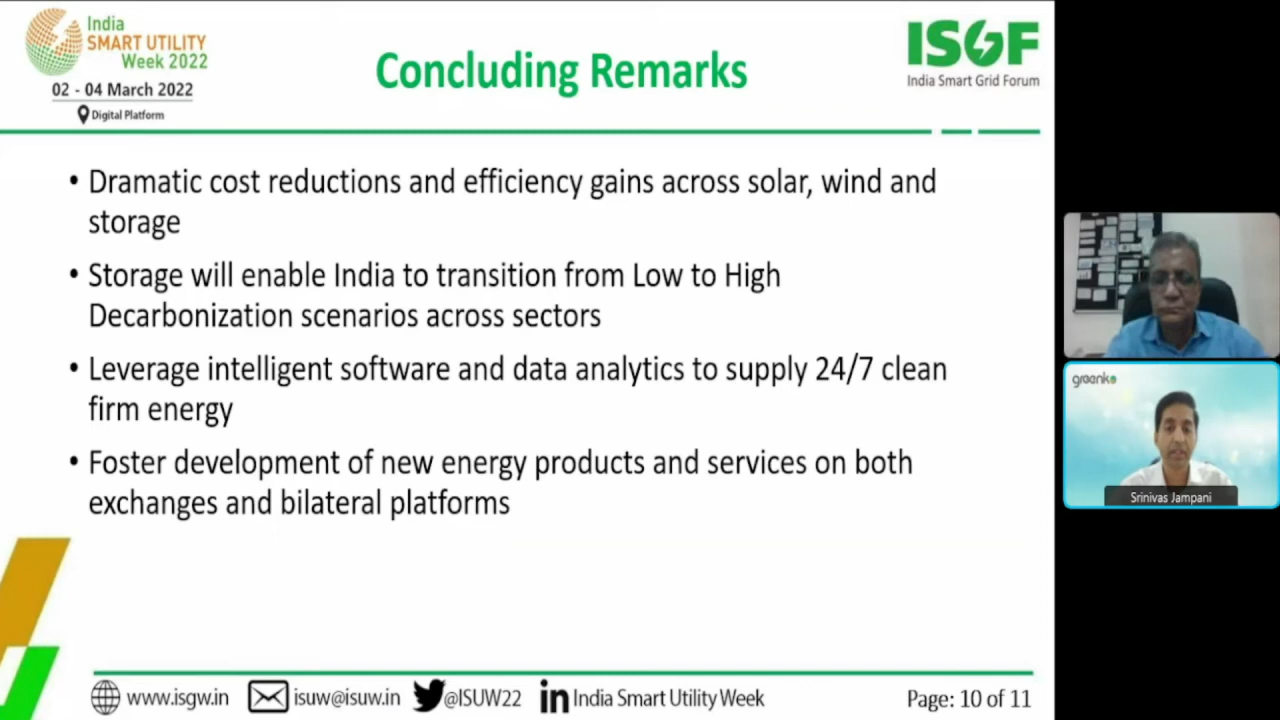 India
SMART UTILITY
Week 2022
02 - 04 March 2022
Digital Platform
Concluding Remarks
ISGF
India Smart Grid Forum
• Dramatic cost reductions and efficiency gains across solar, wind and
storage
• Storage will enable India to transition from Low to High
Decarbonization scenarios across sectors
• Leverage intelligent software and data analytics to supply 24/7 clean
firm energy
• Foster development of new energy products and services on both
exchanges and bilateral platforms
greenko
Srinivas Jampani
www.isgw.in isuw@isuw.in @ISUW22 in India Smart Utility Week Page: 10 of 11